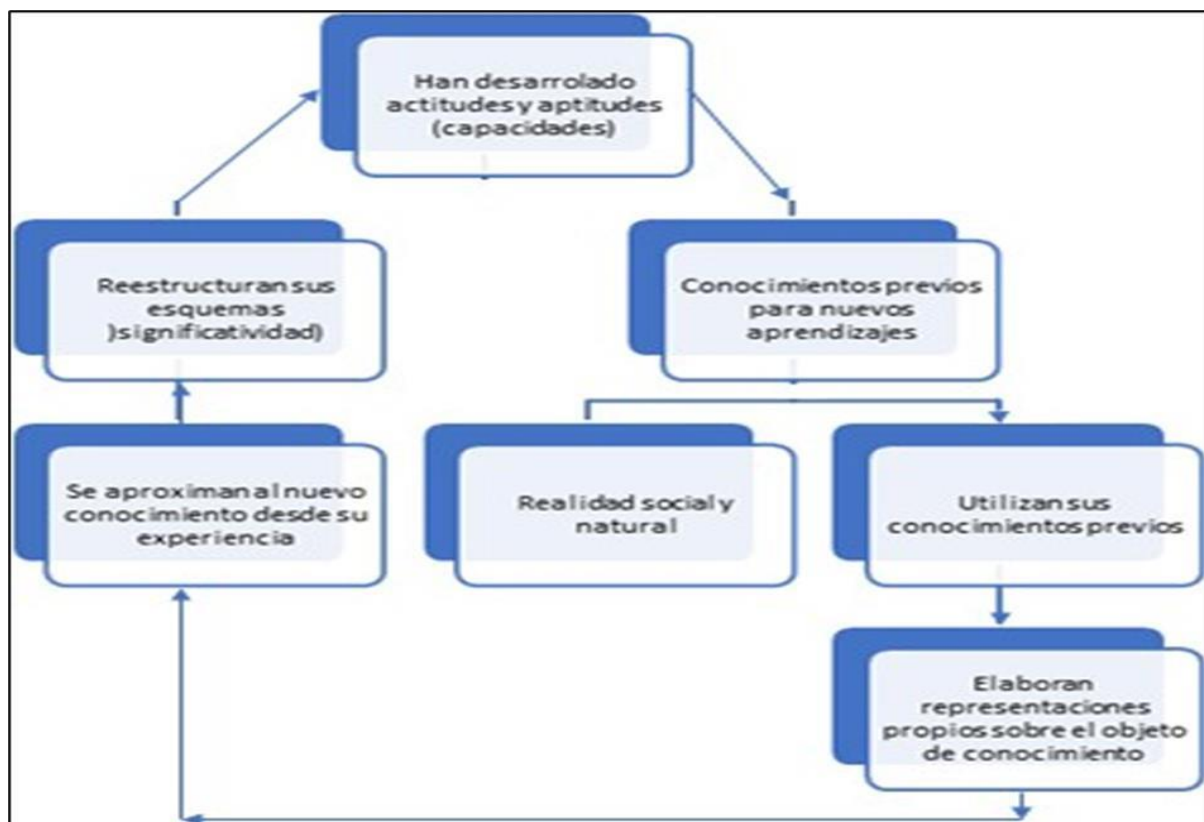 Han desarrolado
actitudes y aptitudes
(capacidades)
Reestructuran sus
esquemas
)significatividad)
Conocimientos previos
para nuevos
aprendizajes
Se aproximan al nuevo
conocimiento desde su
experiencia
Realidad social y
natural
Utilizan sus
conocimientos previos
Elaboran
representaciones
propios sobre el objeto
de conocimiento